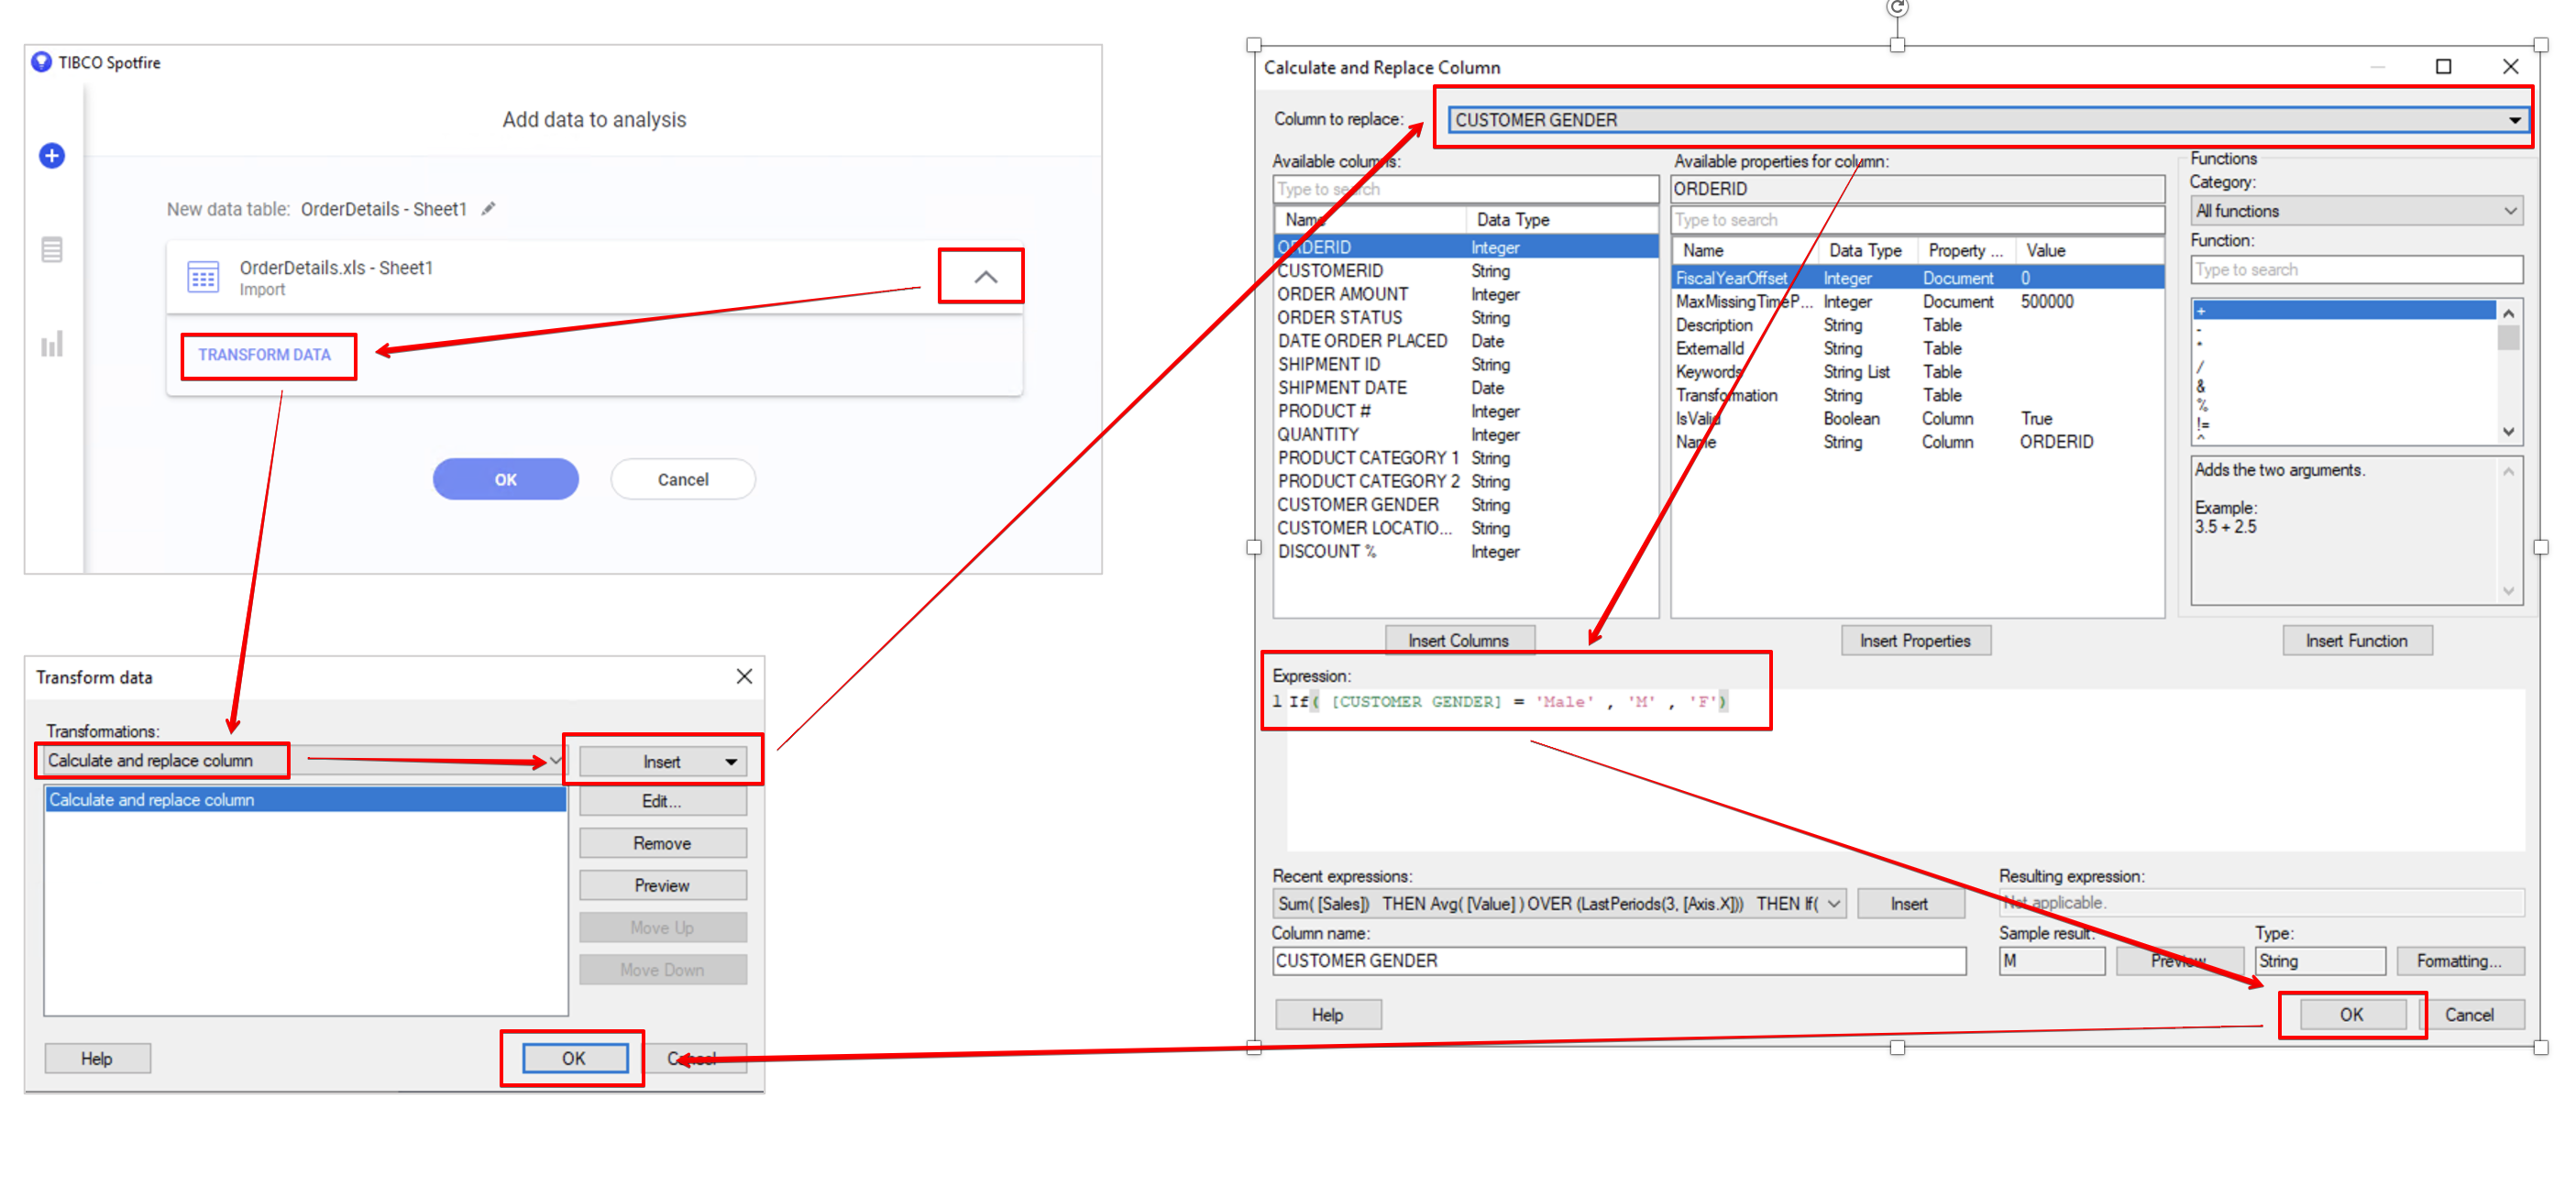 TIBCO Spotfire
Add data to analysis
New data table: OrderDetails - Sheet1
OrderDetails.xls - Sheet1
Import
TRANSFORM DATA
OK Cancel
Transform data
Transformations:
Calculate and replace column
Insert
Calculate and replace column
Edit...
Remove
Preview
Move Up
Move Down
Help OK Cancel
Calculate and Replace Column
Column to replace: CUSTOMER GENDER
Available columns:
Type to search
Name Data Type
ORDERID Integer
CUSTOMERID String
ORDER AMOUNT Integer
ORDER STATUS String
DATE ORDER PLACED Date
SHIPMENT ID String
SHIPMENT DATE Date
PRODUCT # Integer
QUANTITY Integer
PRODUCT CATEGORY 1 String
PRODUCT CATEGORY 2 String
CUSTOMER GENDER String
CUSTOMER LOCATIO... String
DISCOUNT % Integer
Insert Columns
Available properties for column:
ORDERID
Type to search
Name Data Type Property ... Value
FiscalYearOffset Integer Document 0
MaxMissingTimeP... Integer Document 500000
Description String Table
ExternalId String Table
Keywords String List Table
Transformation String Table
IsValid Boolean Column True
Name String Column ORDERID
Insert Properties
Functions
Category:
All functions
Function:
Type to search
+
-
*
/
&
%
!=
^
Adds the two arguments.
Example:
3.5 + 2.5
Insert Function
Expression:
1 If( [CUSTOMER GENDER] = 'Male' , 'M' , 'F')
Recent expressions:
Sum( [Sales]) THEN Avg( [Value] ) OVER (LastPeriods(3, [Axis.X])) THEN If( Insert
Resulting expression:
Not applicable.
Column name:
CUSTOMER GENDER
Sample result: Type:
M Preview String Formatting...
Help OK Cancel